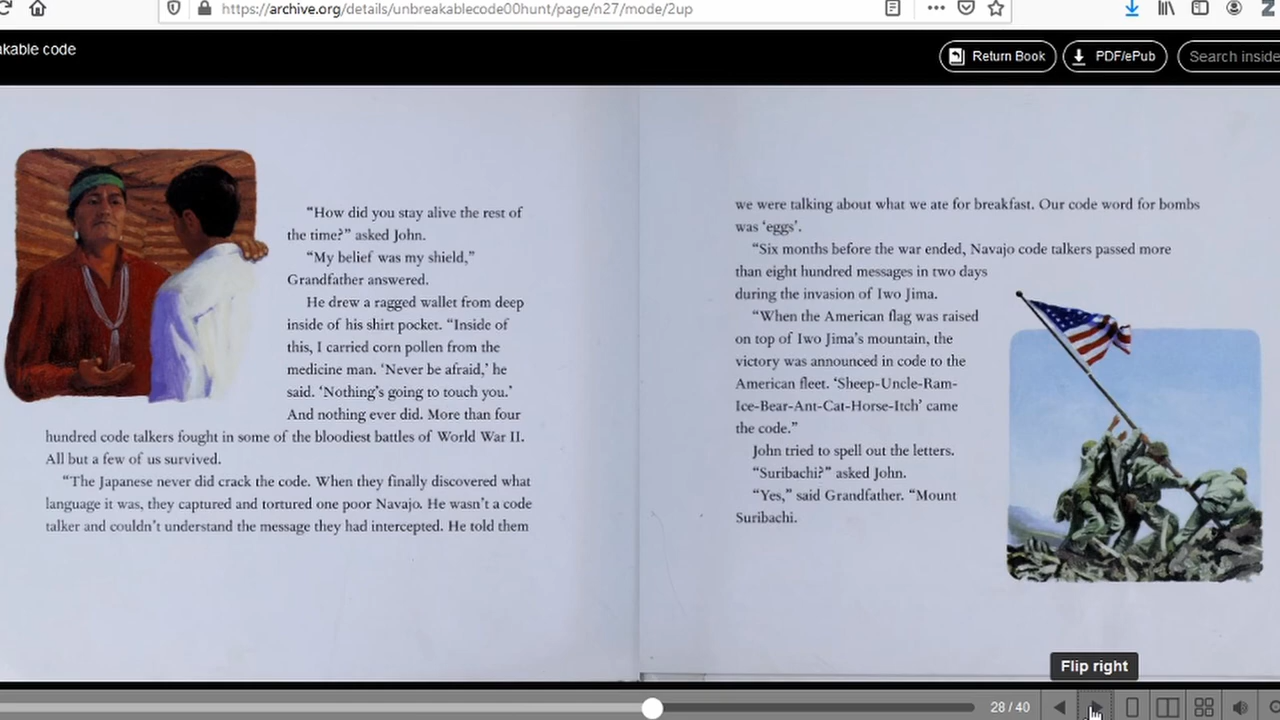 https://archive.org/details/unbreakablecode00hunt/page/n27/mode/2up
akable code
Return Book
PDF/ePub
Search inside
“How did you stay alive the rest of
the time?” asked John.
“My belief was my shield,”
Grandfather answered.
He drew a ragged wallet from deep
inside of his shirt pocket. “Inside of
this, I carried corn pollen from the
medicine man. ‘Never be afraid,’ he
said. ‘Nothing’s going to touch you.’
And nothing ever did. More than four
hundred code talkers fought in some of the bloodiest battles of World War II.
All but a few of us survived.
“The Japanese never did crack the code. When they finally discovered what
language it was, they captured and tortured one poor Navajo. He wasn’t a code
talker and couldn’t understand the message they had intercepted. He told them
we were talking about what we ate for breakfast. Our code word for bombs
was ‘eggs’.
“Six months before the war ended, Navajo code talkers passed more
than eight hundred messages in two days
during the invasion of Iwo Jima.
“When the American flag was raised
on top of Iwo Jima’s mountain, the
victory was announced in code to the
American fleet. ‘Sheep-Uncle-Ram-
Ice-Bear-Ant-Cat-Horse-Itch’ came
the code.”
John tried to spell out the letters.
“Suribachi?” asked John.
“Yes,” said Grandfather. “Mount
Suribachi.
Flip right
28 / 40